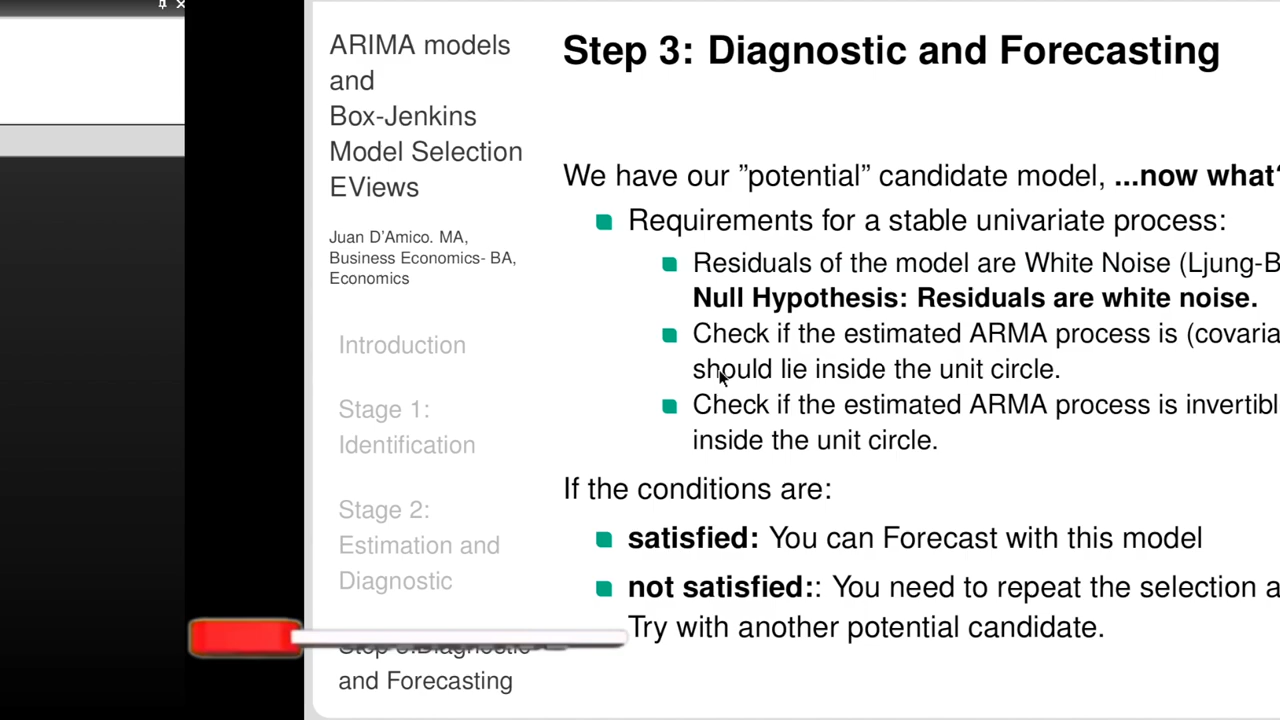 ARIMA models
and
Box-Jenkins
Model Selection
EViews
Juan D'Amico. MA,
Business Economics- BA,
Economics
Introduction
Stage 1:
Identification
Stage 2:
Estimation and
Diagnostic
and Forecasting
Step 3: Diagnostic and Forecasting
We have our ”potential” candidate model, ...now what?
Requirements for a stable univariate process:
Residuals of the model are White Noise (Ljung-B
Null Hypothesis: Residuals are white noise.
Check if the estimated ARMA process is (covaria
should lie inside the unit circle.
Check if the estimated ARMA process is invertibl
inside the unit circle.
If the conditions are:
satisfied: You can Forecast with this model
not satisfied:: You need to repeat the selection a
Try with another potential candidate.